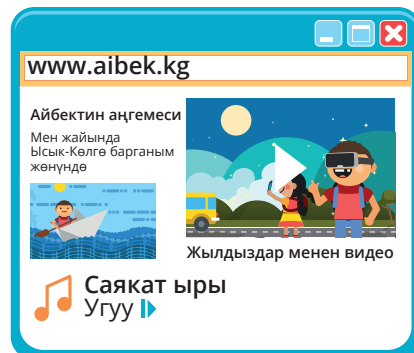 www.aibek.kg
Айбектин аңгемеси
Мен жайында
Ысык-Көлгө барганым
жөнүндө
Жылдыздар менен видео
Саякат ыры
Угуу